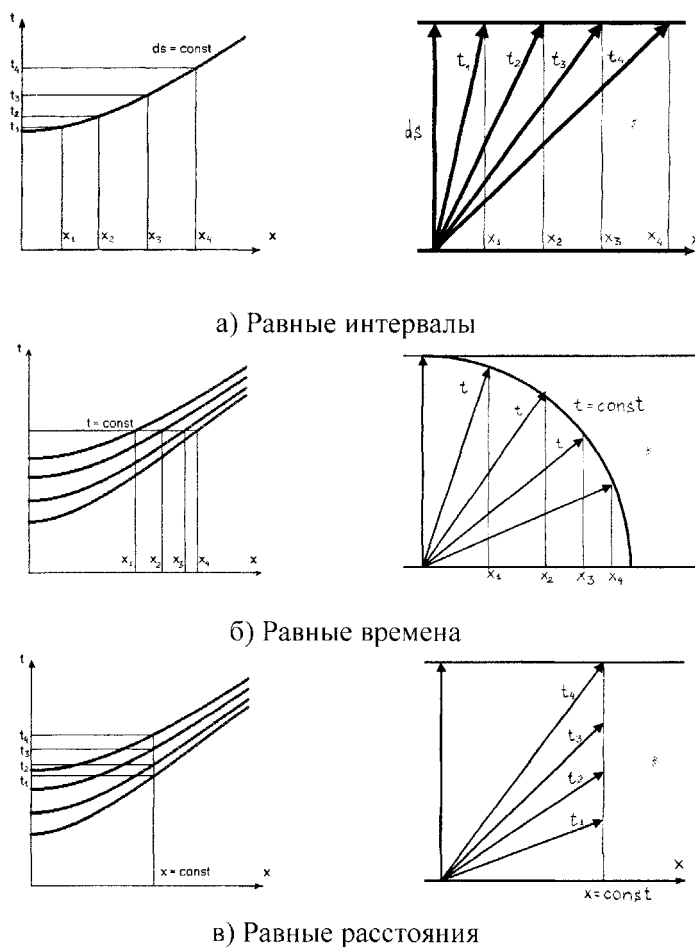 t
ds = const
t₄
t₃
t₂
t₁
x₁ x₂ x₃ x₄ x
t₁ t₂ t₃ t₄
ds
x₁ x₂ x₃ x₄ x
а) Равные интервалы
t
t = const
x₁ x₂ x₃ x₄ x
t t t
t=const
x₁ x₂ x₃ x₄
б) Равные времена
t
t₄
t₃
t₂
t₁
x = const
x
t₄
t₃
t₂
t₁
x
x=const
в) Равные расстояния